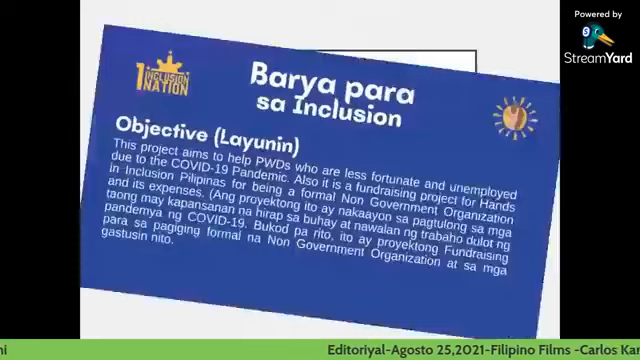 Powered by
StreamYard
1 INCLUSION
NATION
Barya para
sa Inclusion
Objective (Layunin)
This project aims to help PWDs who are less fortunate and unemployed
due to the COVID-19 Pandemic. Also it is a fundraising project for Hands
In Inclusion Pilipinas for being a formal Non Government Organization
and its expenses. (Ang proyektong ito ay nakaayon sa pagtulong sa mga
taong may kapansanan na hirap sa buhay at nawalan ng trabaho dulot ng
pandemya ng COVID-19. Bukod pa rito, ito ay proyektong Fundraising
para sa pagiging formal na Non Government Organization at sa mga
gastusin nito.
ni
Editoriyal-Agosto 25,2021-Filipino Films -Carlos Kar